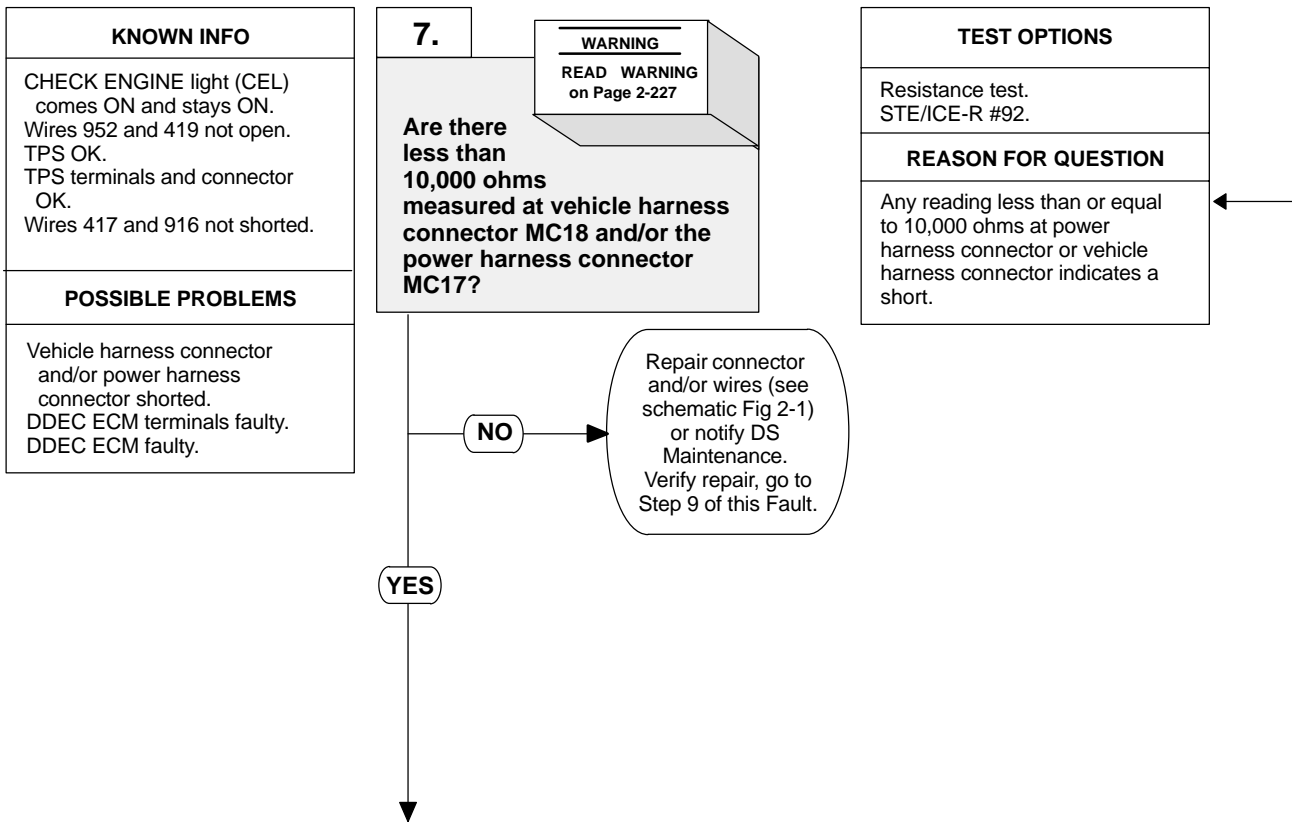 KNOWN INFO
CHECK ENGINE light (CEL)
comes ON and stays ON.
Wires 952 and 419 not open.
TPS OK.
TPS terminals and connector
OK.
Wires 417 and 916 not shorted.
POSSIBLE PROBLEMS
Vehicle harness connector
and/or power harness
connector shorted.
DDEC ECM terminals faulty.
DDEC ECM faulty.
7.
WARNING
READ WARNING
on Page 2-227
Are there
less than
10,000 ohms
measured at vehicle harness
connector MC18 and/or the
power harness connector
MC17?
TEST OPTIONS
Resistance test.
STE/ICE-R #92.
REASON FOR QUESTION
Any reading less than or equal
to 10,000 ohms at power
harness connector or vehicle
harness connector indicates a
short.
NO
Repair connector
and/or wires (see
schematic Fig 2-1)
or notify DS
Maintenance.
Verify repair, go to
Step 9 of this Fault.
YES